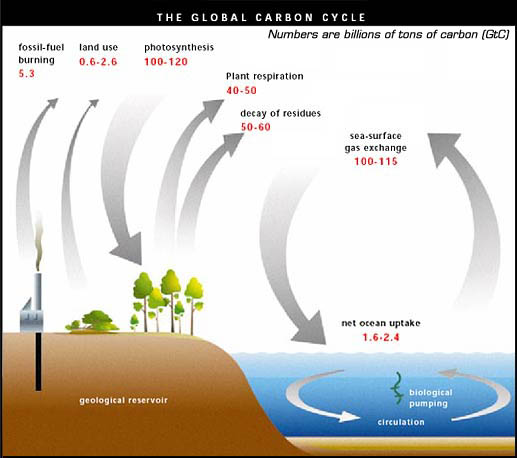 THE GLOBAL CARBON CYCLE
Numbers are billions of tons of carbon (GtC)
fossil-fuel
burning
5.3
land use
0.6-2.6
photosynthesis
100-120
Plant respiration
40-50
decay of residues
50-60
sea-surface
gas exchange
100-115
net ocean uptake
1.6-2.4
biological
pumping
circulation
geological reservoir